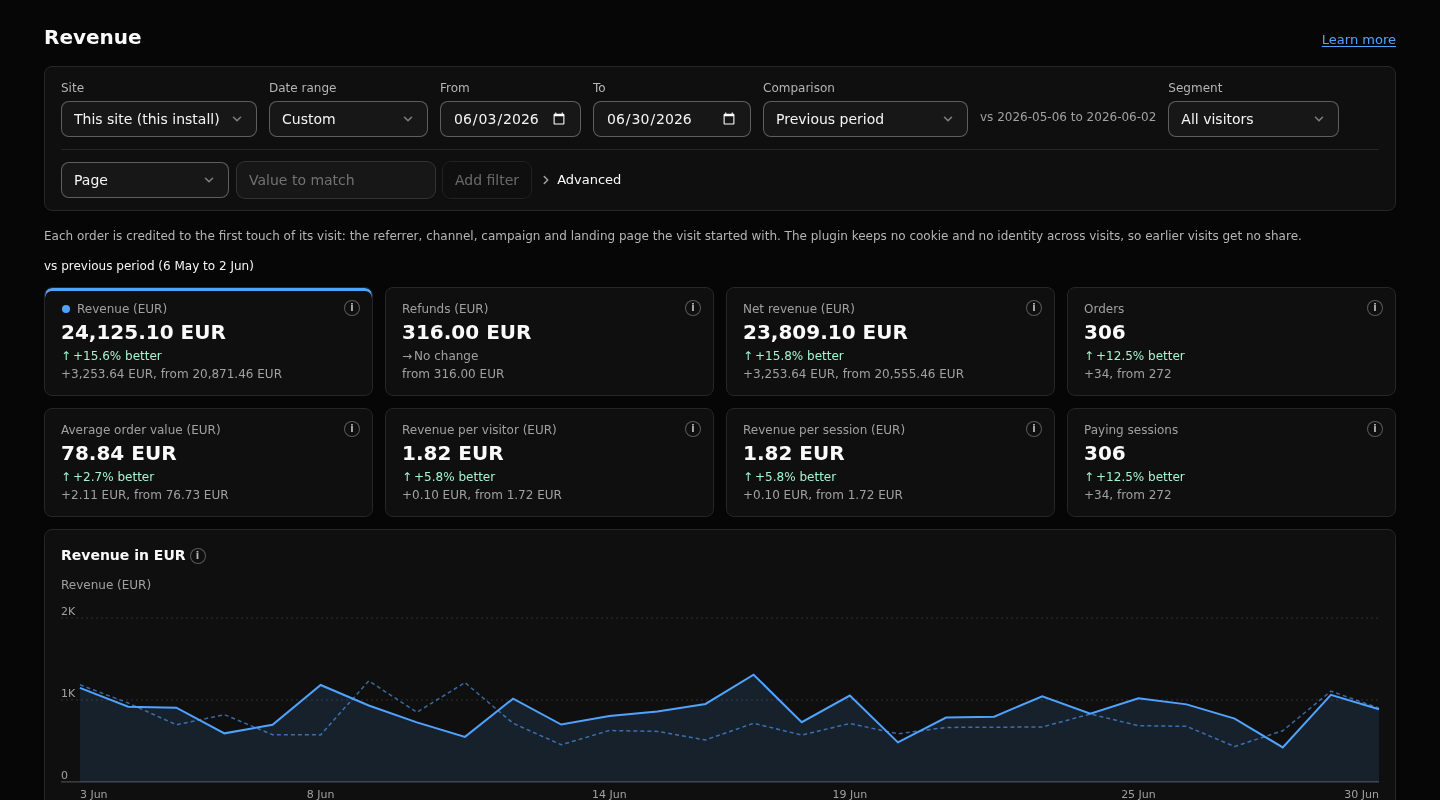 Revenue
Learn more
Site
Date range
From
To
Comparison
Segment
This site (this install)
Custom
06/03/2026
06/30/2026
Previous period
vs 2026-05-06 to 2026-06-02
All visitors
Page
Value to match
Add filter
Advanced
Each order is credited to the first touch of its visit: the referrer, channel, campaign and landing page the visit started with. The plugin keeps no cookie and no identity across visits, so earlier visits get no share.
vs previous period (6 May to 2 Jun)
Revenue (EUR)
24,125.10 EUR
↑ +15.6% better
+3,253.64 EUR, from 20,871.46 EUR
Refunds (EUR)
316.00 EUR
→ No change
from 316.00 EUR
Net revenue (EUR)
23,809.10 EUR
↑ +15.8% better
+3,253.64 EUR, from 20,555.46 EUR
Orders
306
↑ +12.5% better
+34, from 272
Average order value (EUR)
78.84 EUR
↑ +2.7% better
+2.11 EUR, from 76.73 EUR
Revenue per visitor (EUR)
1.82 EUR
↑ +5.8% better
+0.10 EUR, from 1.72 EUR
Revenue per session (EUR)
1.82 EUR
↑ +5.8% better
+0.10 EUR, from 1.72 EUR
Paying sessions
306
↑ +12.5% better
+34, from 272
Revenue in EUR
Revenue (EUR)
2K
1K
0
3 Jun
8 Jun
14 Jun
19 Jun
25 Jun
30 Jun